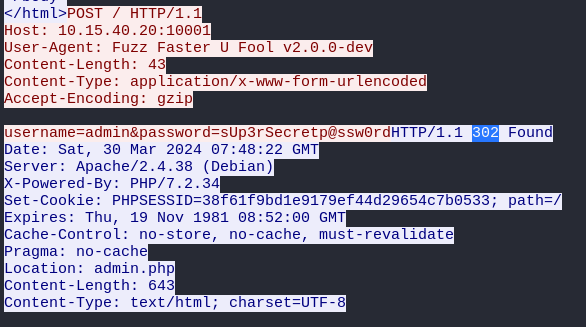 </html>POST / HTTP/1.1
Host: 10.15.40.20:10001
User-Agent: Fuzz Faster U Fool v2.0.0-dev
Content-Length: 43
Content-Type: application/x-www-form-urlencoded
Accept-Encoding: gzip
username=admin&password=sUp3rSecretp@ssw0rdHTTP/1.1 302 Found
Date: Sat, 30 Mar 2024 07:48:22 GMT
Server: Apache/2.4.38 (Debian)
X-Powered-By: PHP/7.2.34
Set-Cookie: PHPSESSID=38f61f9bd1e9179ef44d29654c7b0533; path=/
Expires: Thu, 19 Nov 1981 08:52:00 GMT
Cache-Control: no-store, no-cache, must-revalidate
Pragma: no-cache
Location: admin.php
Content-Length: 643
Content-Type: text/html; charset=UTF-8